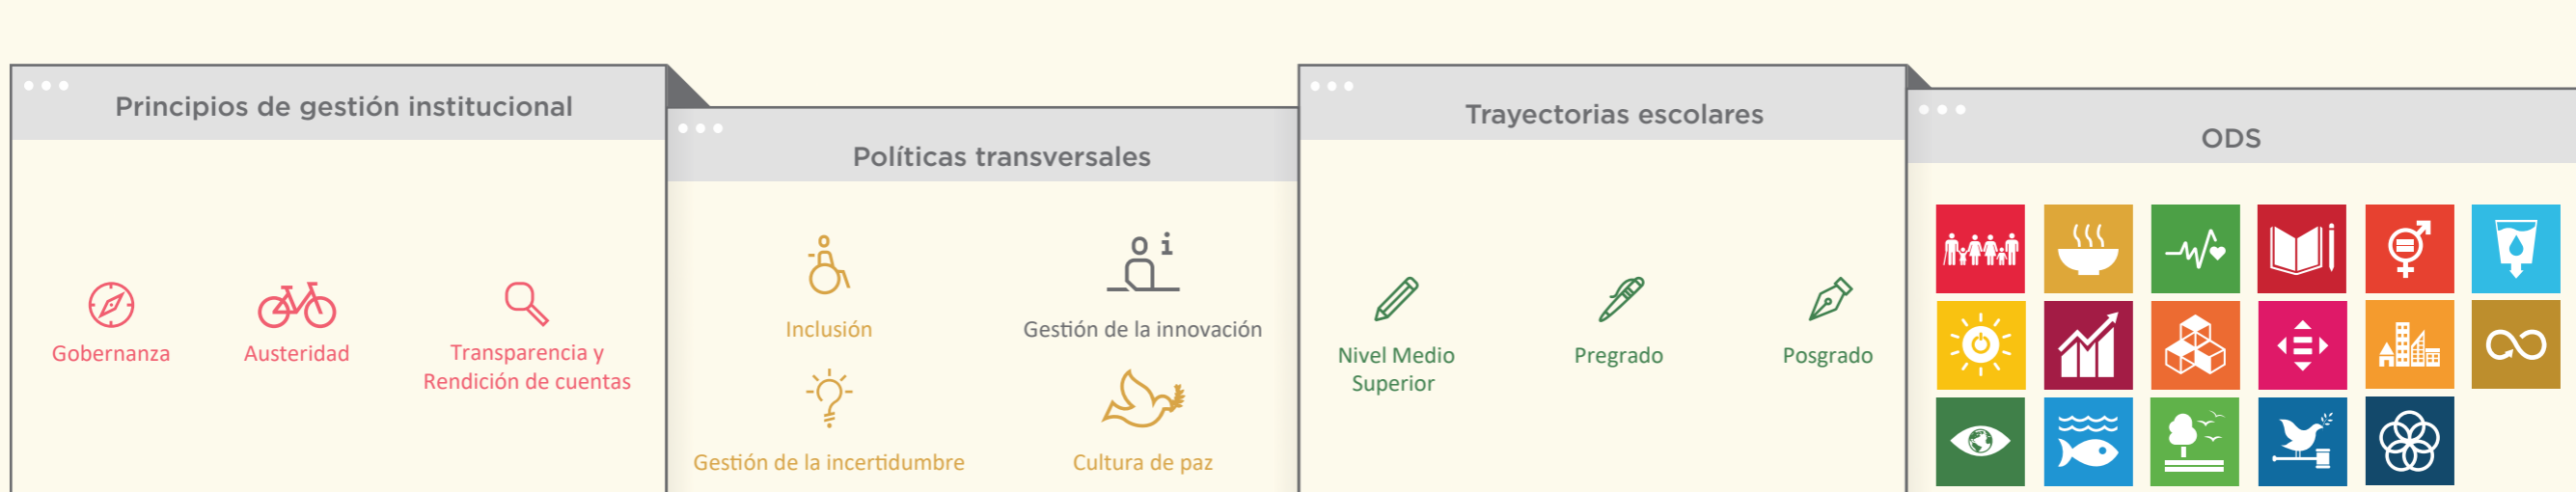 Principios de gestión institucional
Gobernanza
Austeridad
Transparencia y
Rendición de cuentas
Políticas transversales
Inclusión
Gestión de la innovación
Gestión de la incertidumbre
Cultura de paz
Trayectorias escolares
Nivel Medio
Superior
Pregrado
Posgrado
ODS